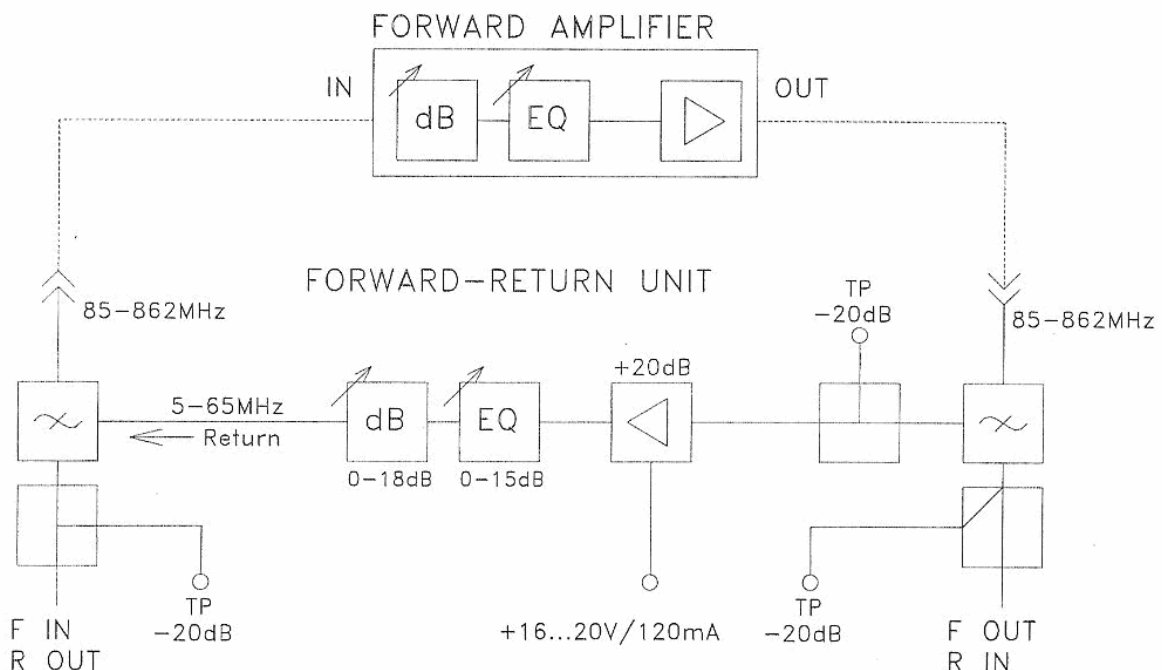 FORWARD AMPLIFIER
IN
dB
EQ
OUT
FORWARD-RETURN UNIT
85-862MHz
TP
-20dB
85-862MHz
+20dB
5-65MHz
Return
dB
EQ
0-18dB
0-15dB
TP
-20dB
+16...20V/120mA
TP
-20dB
F IN
R OUT
F OUT
R IN